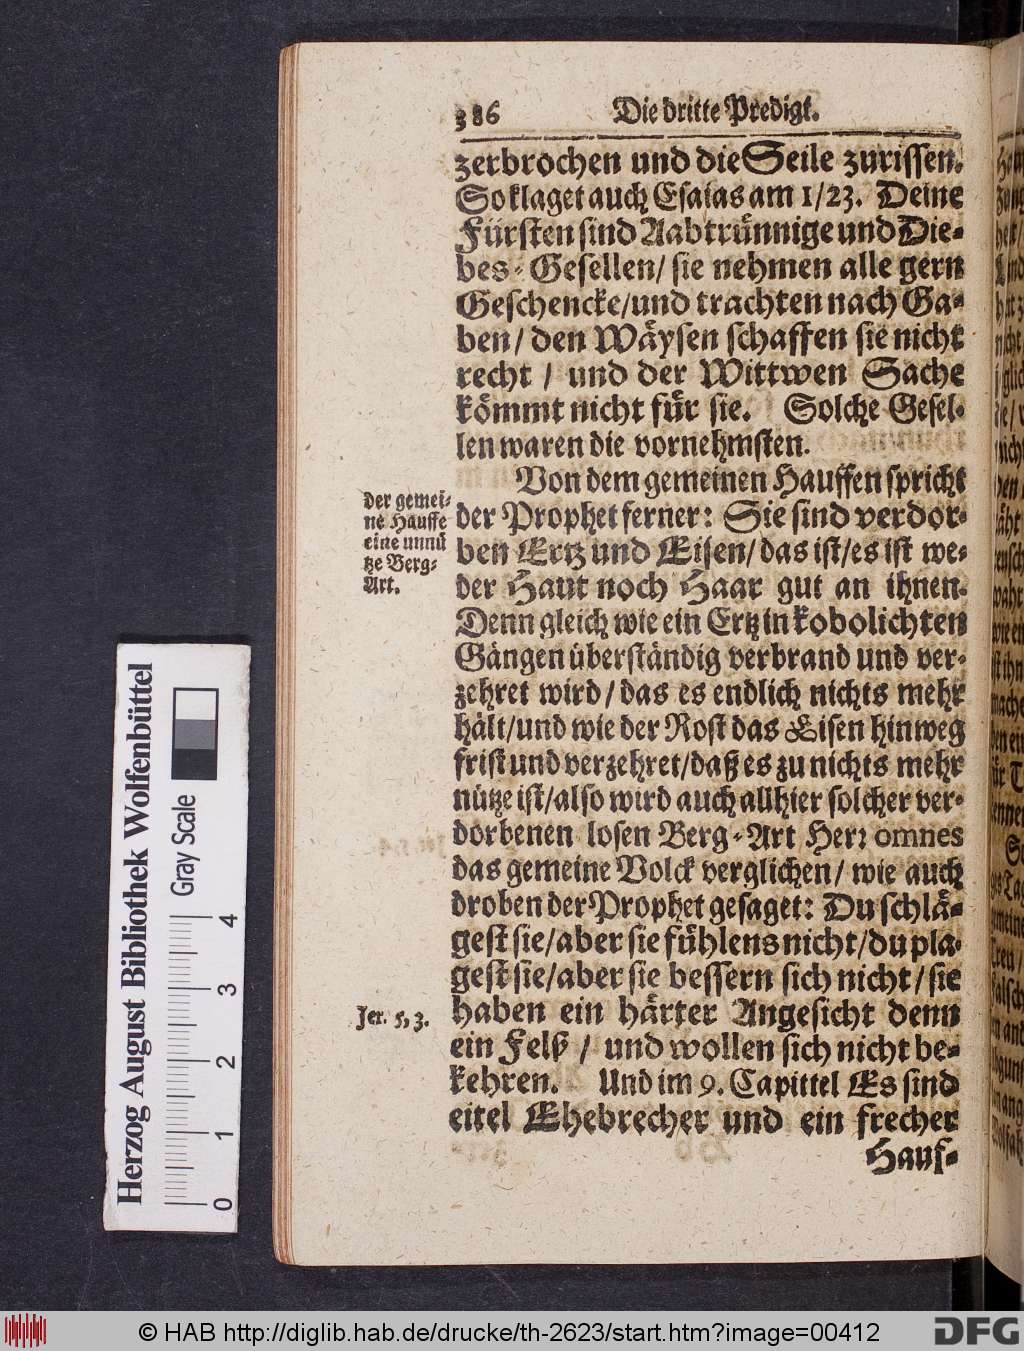 386 Die dritte Predigt.
zerbrochen und die Seile zurissen.
So klaget auch Esaias am 1/23. Deine
Fürsten sind Aabtrünnige und Die-
bes-Gesellen/ sie nehmen alle gern
Geschencke/und trachten nach Ga-
ben/ den Wäysen schaffen sie nicht
recht / und der Wittwen Sache
kömmt nicht für sie. Solche Gesel-
len waren die vornehmsten.
Von dem gemeinen Hauffen spricht
der Prophet ferner: Sie sind verdor-
ben Ertz und Eisen/das ist/es ist we-
der Haut noch Haar gut an ihnen.
Denn gleich wie ein Ertz in kobolichten
Gängen überständig verbrand und ver-
zehret wird/das es endlich nichts mehr
hält/und wie der Rost das Eisen hinweg
frist und verzehret/daß es zu nichts mehr
nütze ist/also wird auch allhier solcher ver-
dorbenen losen Berg-Art Herr omnes
das gemeine Volck verglichen/ wie auch
droben der Prophet gesaget: Du schlä-
gest sie/aber sie fühlens nicht/du pla-
gest sie/aber sie bessern sich nicht/sie
haben ein härter Angesicht denn
ein Felß / und wollen sich nicht be-
kehren. Und im 9. Capittel Es sind
eitel Ehebrecher und ein frecher
Hauf-
Der gemei-
ne Hauffe
eine unnü
tze Berg-
Art.
Jer. 5, 3.
Herzog August Bibliothek Wolfenbüttel
Gray Scale
0 1 2 3 4
© HAB http://diglib.hab.de/drucke/th-2623/start.htm?image=00412
DFG